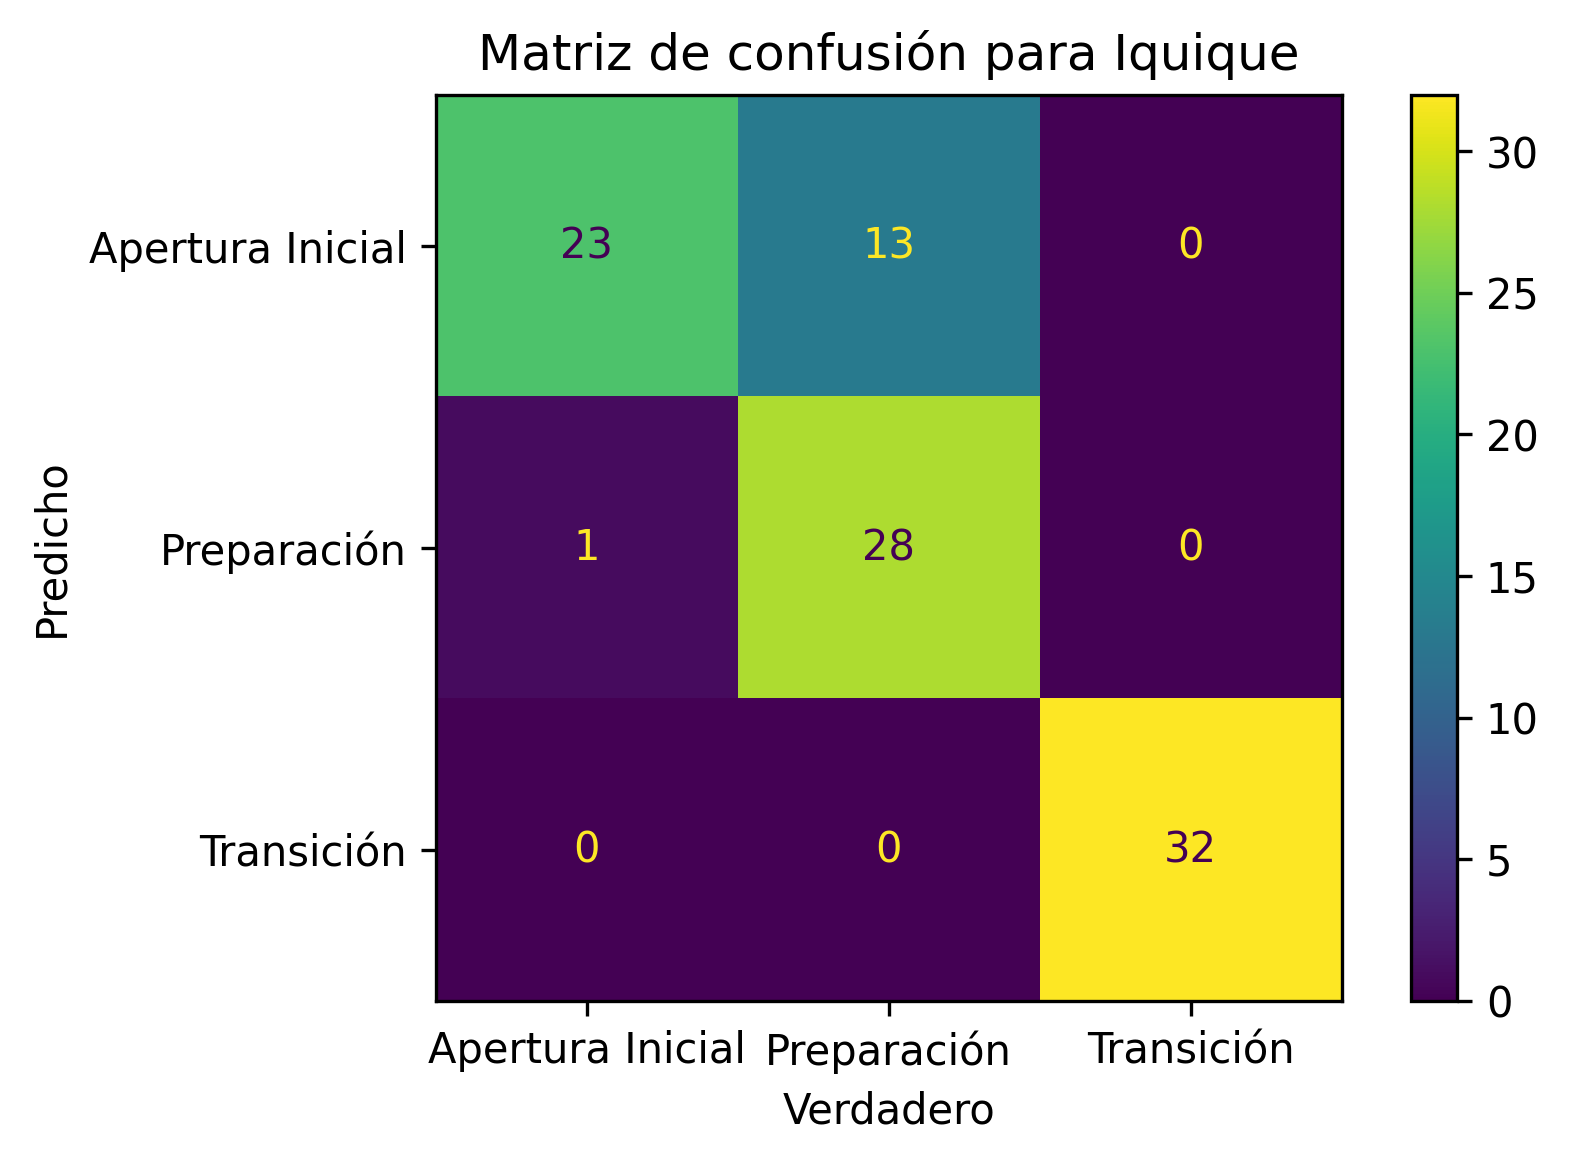 Matriz de confusión para Iquique
Predicho
Apertura Inicial
23 13 0
Preparación
1 28 0
Transición
0 0 32
Apertura Inicial Preparación Transición
Verdadero
30
25
20
15
10
5
0